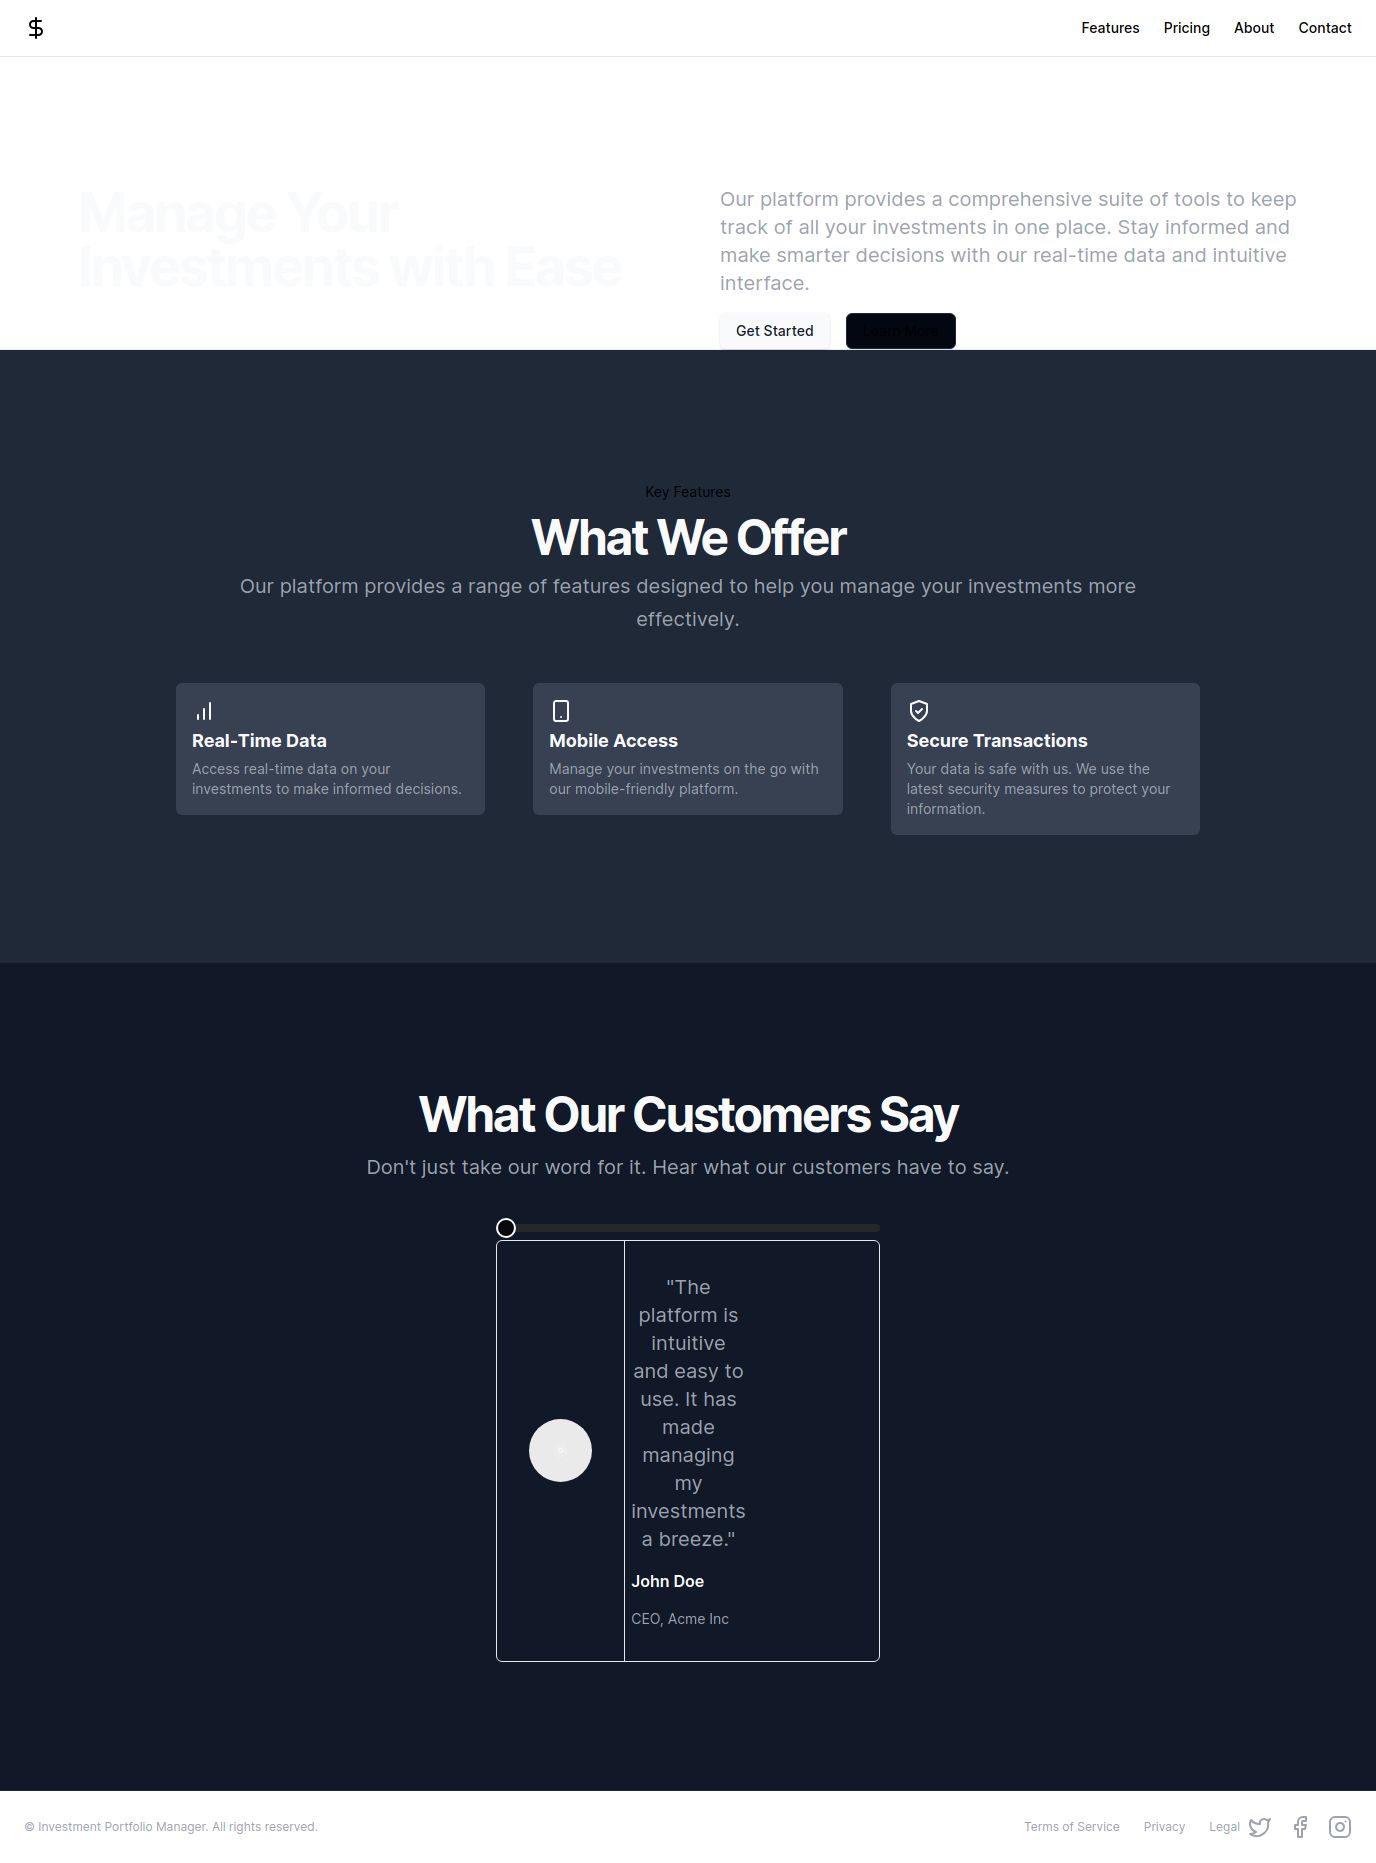 $
Features Pricing About Contact
Manage Your
Investments with Ease
Our platform provides a comprehensive suite of tools to keep
track of all your investments in one place. Stay informed and
make smarter decisions with our real-time data and intuitive
interface.
Get Started Learn More
Key Features
What We Offer
Our platform provides a range of features designed to help you manage your investments more
effectively.
Real-Time Data
Access real-time data on your
investments to make informed decisions.
Mobile Access
Manage your investments on the go with
our mobile-friendly platform.
Secure Transactions
Your data is safe with us. We use the
latest security measures to protect your
information.
What Our Customers Say
Don't just take our word for it. Hear what our customers have to say.
"The
platform is
intuitive
and easy to
use. It has
made
managing
my
investments
a breeze."
John Doe
CEO, Acme Inc
© Investment Portfolio Manager. All rights reserved.
Terms of Service Privacy Legal